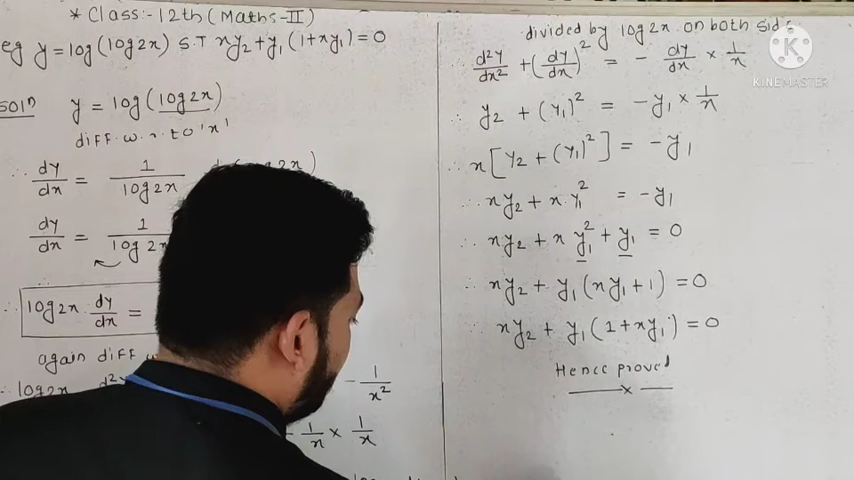 * Class:- 12th (Maths-II)
eg y = log(log2x) S.T xy₂+y₁(1+xy₁)=0
Soln y = log(log2x)
diff. w.r.to 'x'
∴ dy/dx = 1/log2x
dy/dx = 1/log2x
∴ log2x · dy/dx =
again diff
∴ log2x
- 1/x²
- 1/x × 1/x
divided by log2x on both side
d²y/dx² + (dy/dx)² = - dy/dx × 1/x
∴ y₂ + (y₁)² = -y₁ × 1/x
∴ x[y₂ + (y₁)²] = -y₁
∴ xy₂ + x y₁² = -y₁
∴ xy₂ + x y₁² + y₁ = 0
∴ xy₂ + y₁(xy₁+1) = 0
∴ xy₂ + y₁(1+xy₁) = 0
Hence proved
K
KINEMASTER